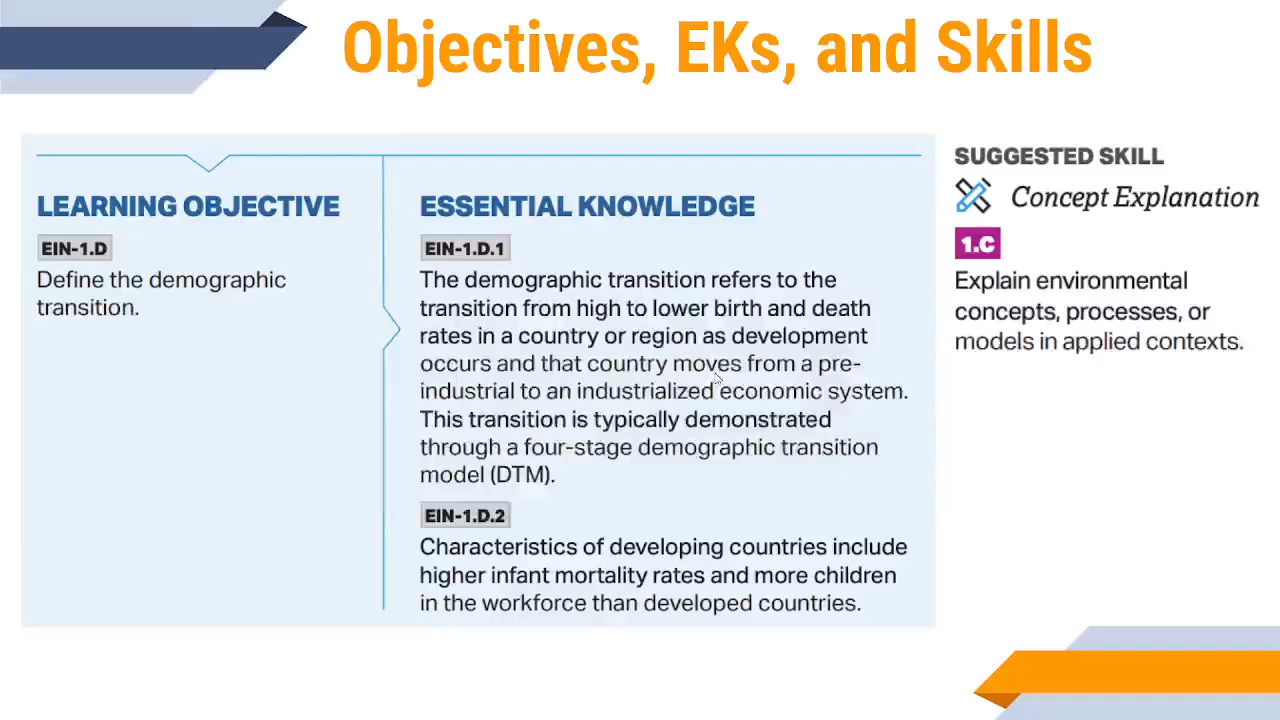 Objectives, EKs, and Skills
LEARNING OBJECTIVE
EIN-1.D
Define the demographic
transition.
ESSENTIAL KNOWLEDGE
EIN-1.D.1
The demographic transition refers to the
transition from high to lower birth and death
rates in a country or region as development
occurs and that country moves from a pre-
industrial to an industrialized economic system.
This transition is typically demonstrated
through a four-stage demographic transition
model (DTM).
EIN-1.D.2
Characteristics of developing countries include
higher infant mortality rates and more children
in the workforce than developed countries.
SUGGESTED SKILL
Concept Explanation
1.C
Explain environmental
concepts, processes, or
models in applied contexts.